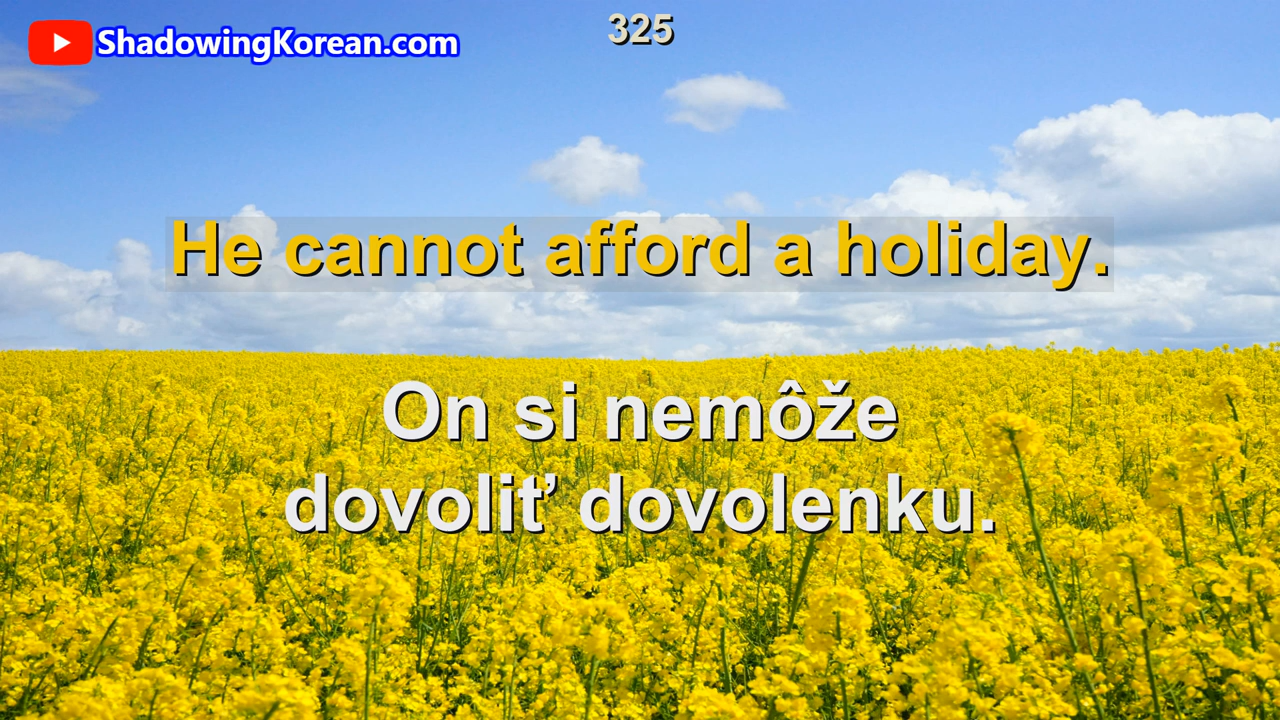 ShadowingKorean.com
325
He cannot afford a holiday.
On si nemôže
dovoliť dovolenku.